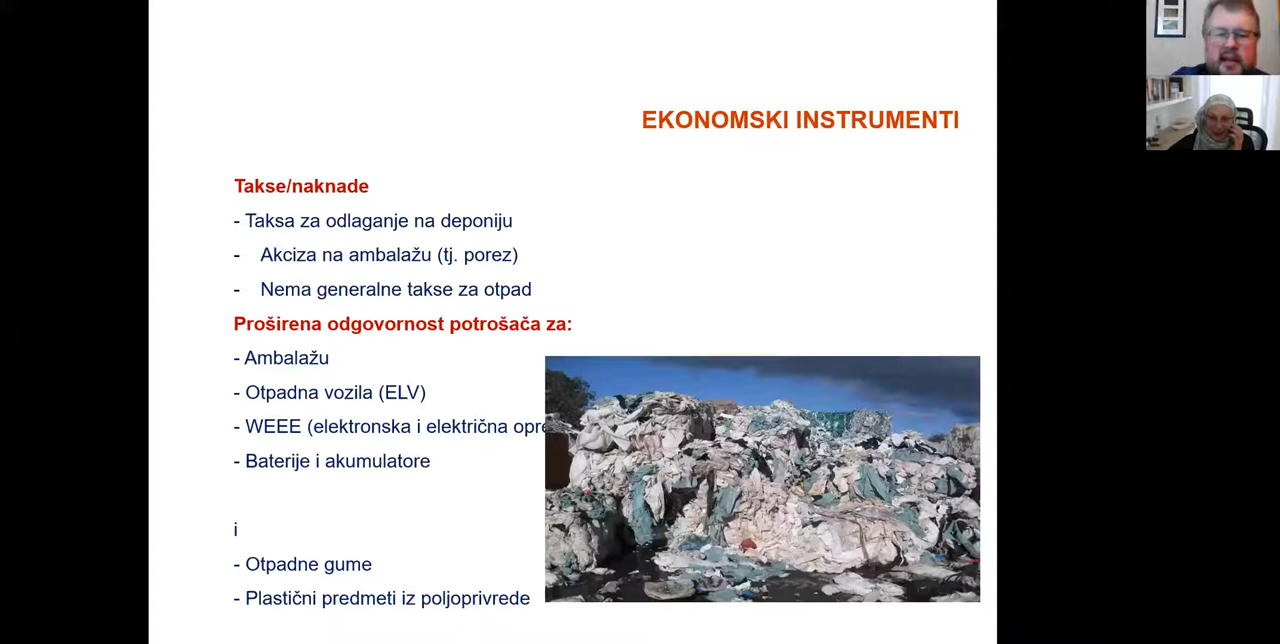 EKONOMSKI INSTRUMENTI
Takse/naknade
- Taksa za odlaganje na deponiju
- Akciza na ambalažu (tj. porez)
- Nema generalne takse za otpad
Proširena odgovornost potrošača za:
- Ambalažu
- Otpadna vozila (ELV)
- WEEE (elektronska i električna opre
- Baterije i akumulatore
i
- Otpadne gume
- Plastični predmeti iz poljoprivrede